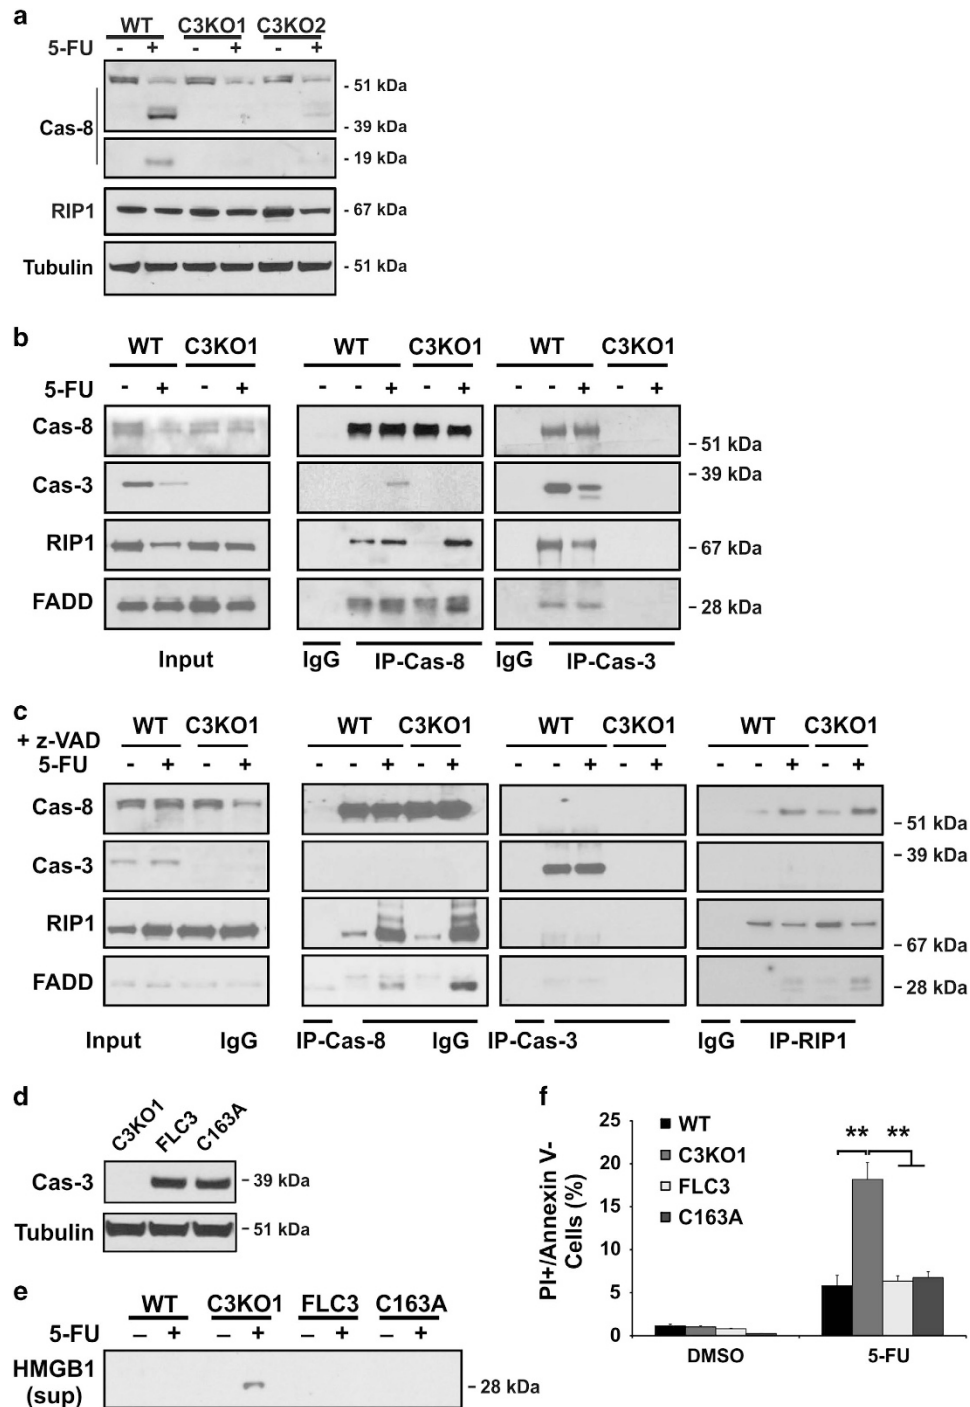 a
WT C3KO1 C3KO2
5-FU - + - + - +
Cas-8
- 51 kDa
- 39 kDa
- 19 kDa
RIP1 - 67 kDa
Tubulin - 51 kDa
b
WT C3KO1 WT C3KO1 WT C3KO1
5-FU - + - + - - + - + - - + - +
Cas-8 - 51 kDa
Cas-3 - 39 kDa
RIP1 - 67 kDa
FADD - 28 kDa
Input IgG IP-Cas-8 IgG IP-Cas-3
c
+ z-VAD WT C3KO1 WT C3KO1 WT C3KO1 WT C3KO1
5-FU - + - + - - + - + - - + - + - - + - +
Cas-8 - 51 kDa
Cas-3 - 39 kDa
RIP1 - 67 kDa
FADD - 28 kDa
Input IgG IP-Cas-8 IgG IP-Cas-3 IgG IP-RIP1
d
C3KO1 FLC3 C163A
Cas-3 - 39 kDa
Tubulin - 51 kDa
e
WT C3KO1 FLC3 C163A
5-FU – + – + – + – +
HMGB1
(sup) - 28 kDa
f
PI+/Annexin V-
Cells (%)
25
20
15
10
5
0
WT
C3KO1
FLC3
C163A
** **
DMSO 5-FU